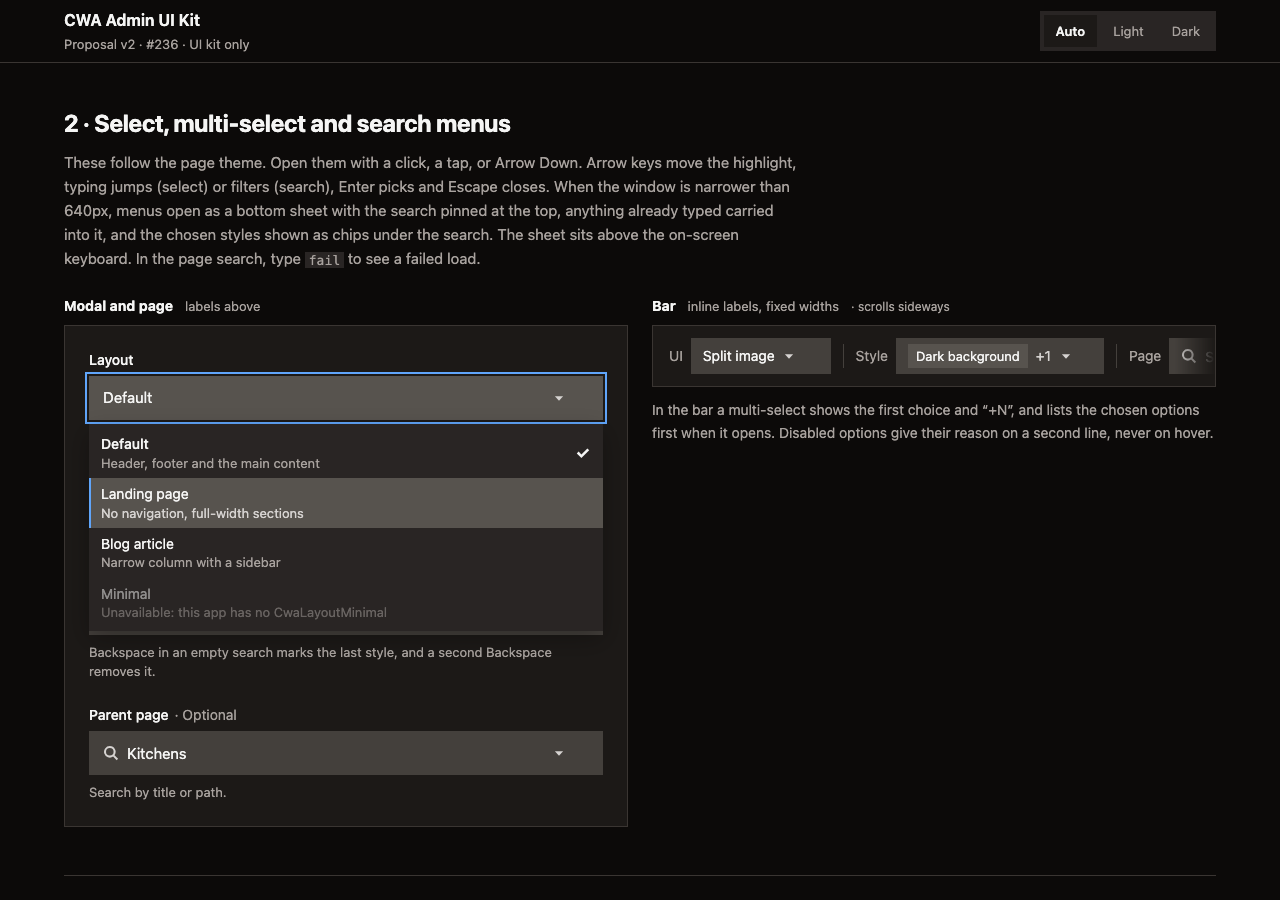 CWA Admin UI Kit
Proposal v2 · #236 · UI kit only
Auto
Light
Dark
2 · Select, multi-select and search menus
These follow the page theme. Open them with a click, a tap, or Arrow Down. Arrow keys move the highlight,
typing jumps (select) or filters (search), Enter picks and Escape closes. When the window is narrower than
640px, menus open as a bottom sheet with the search pinned at the top, anything already typed carried
into it, and the chosen styles shown as chips under the search. The sheet sits above the on-screen
keyboard. In the page search, type fail to see a failed load.
Modal and page labels above
Layout
Default
Default
Header, footer and the main content
Landing page
No navigation, full-width sections
Blog article
Narrow column with a sidebar
Minimal
Unavailable: this app has no CwaLayoutMinimal
Backspace in an empty search marks the last style, and a second Backspace
removes it.
Parent page · Optional
Kitchens
Search by title or path.
Bar inline labels, fixed widths · scrolls sideways
UI Split image Style Dark background +1 Page
In the bar a multi-select shows the first choice and “+N”, and lists the chosen options
first when it opens. Disabled options give their reason on a second line, never on hover.